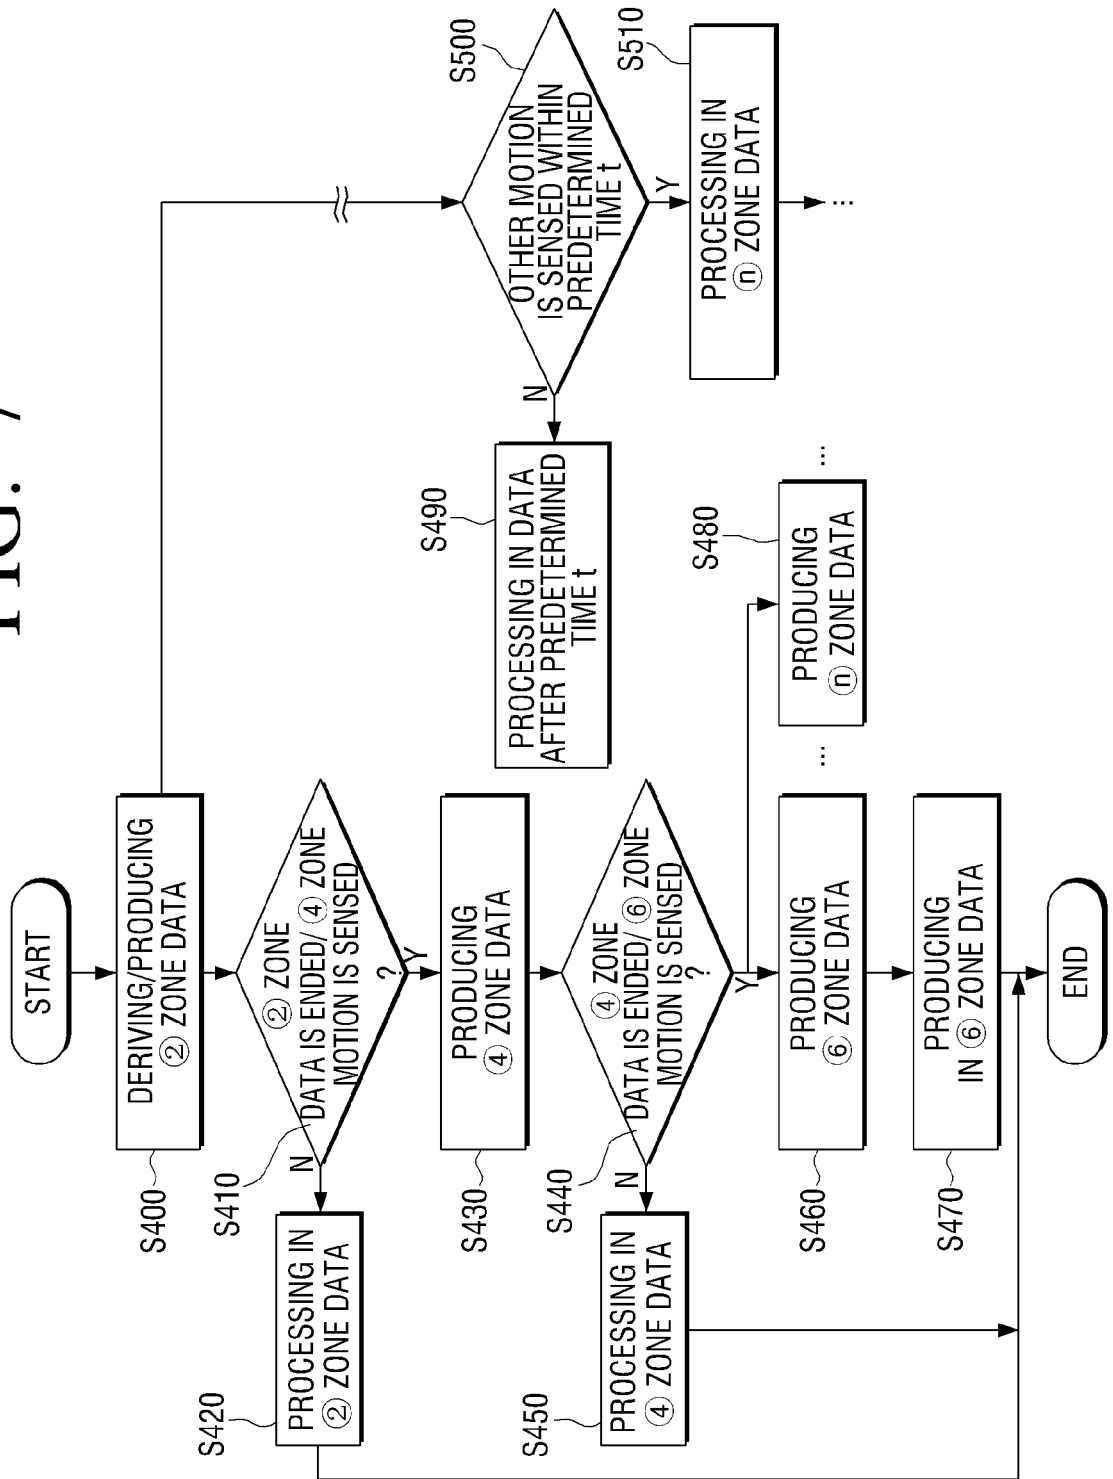 FIG. 7
START
DERIVING/PRODUCING
② ZONE DATA
S400
② ZONE
DATA IS ENDED/ ④ ZONE
MOTION IS SENSED
?
S410
N
Y
PROCESSING IN
② ZONE DATA
S420
PRODUCING
④ ZONE DATA
S430
④ ZONE
DATA IS ENDED/ ⑥ ZONE
MOTION IS SENSED
?
S440
N
Y
PROCESSING IN
④ ZONE DATA
S450
PRODUCING
⑥ ZONE DATA
S460
...
PRODUCING
ⓝ ZONE DATA
S480
...
PRODUCING
IN ⑥ ZONE DATA
S470
END
OTHER MOTION
IS SENSED WITHIN
PREDETERMINED
TIME t
S500
N
Y
PROCESSING IN DATA
AFTER PREDETERMINED
TIME t
S490
PROCESSING IN
ⓝ ZONE DATA
S510
...